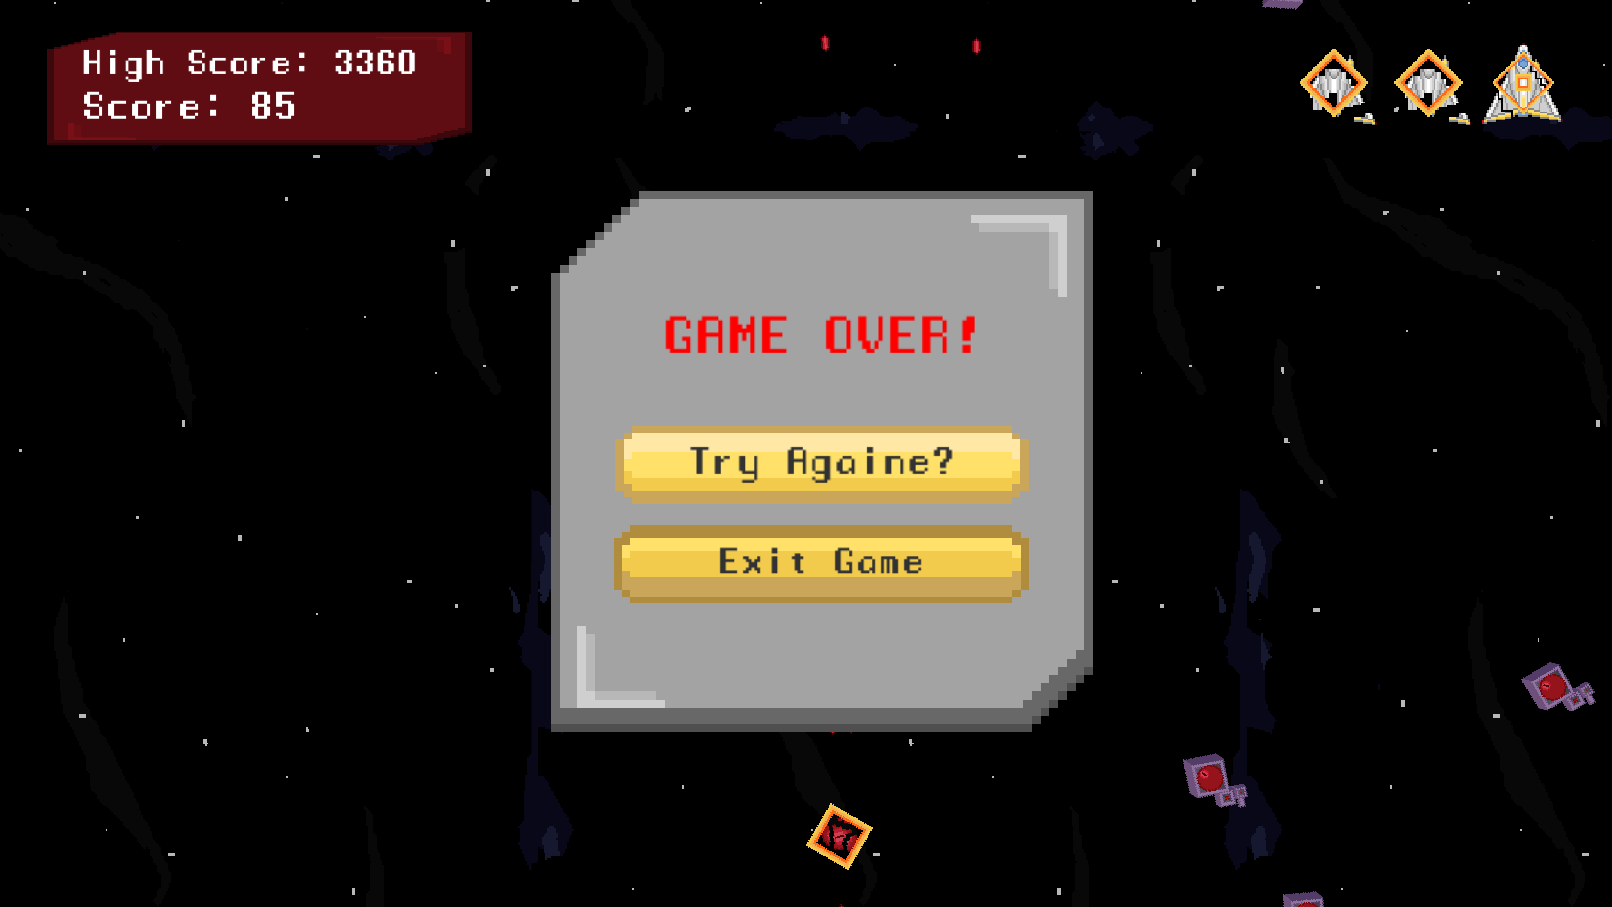 High Score: 3360
Score: 85
GAME OVER!
Try Againe?
Exit Game